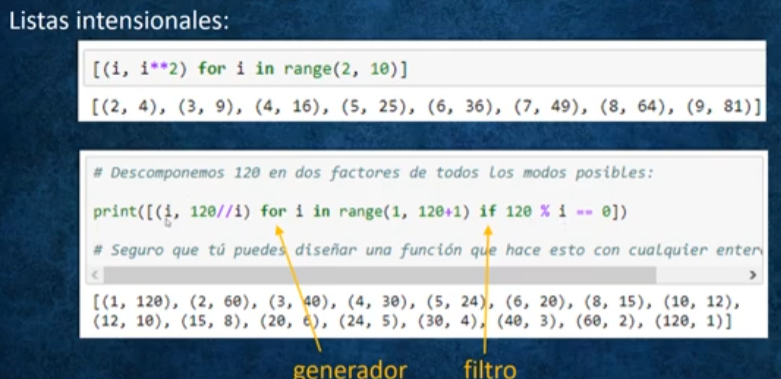 Listas intensionales:
[(i, i**2) for i in range(2, 10)]
[(2, 4), (3, 9), (4, 16), (5, 25), (6, 36), (7, 49), (8, 64), (9, 81)]
# Descomponemos 120 en dos factores de todos los modos posibles:
print([(i, 120//i) for i in range(1, 120+1) if 120 % i == 0])
# Seguro que tú puedes diseñar una función que hace esto con cualquier
[(1, 120), (2, 60), (3, 40), (4, 30), (5, 24), (6, 20), (8, 15), (10, 12),
(12, 10), (15, 8), (20, 6), (24, 5), (30, 4), (40, 3), (60, 2), (120, 1)]
generador filtro